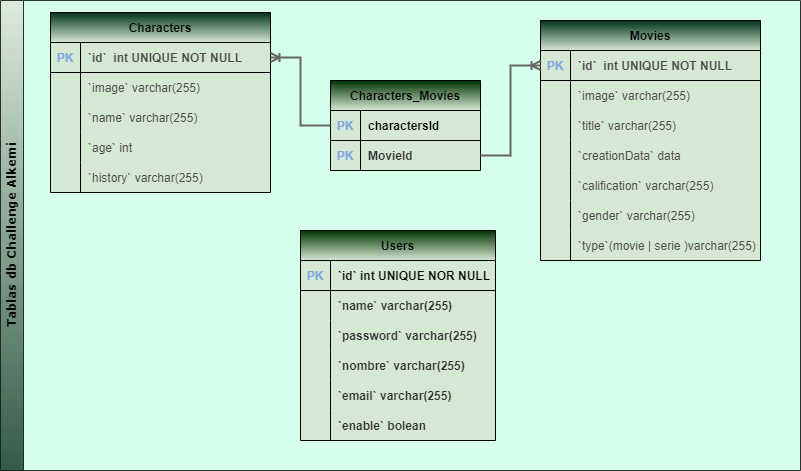 Tablas db Challenge Alkemi
Characters
PK `id` int UNIQUE NOT NULL
`image` varchar(255)
`name` varchar(255)
`age` int
`history` varchar(255)
Characters_Movies
PK charactersId
PK MovieId
Movies
PK `id` int UNIQUE NOT NULL
`image` varchar(255)
`title` varchar(255)
`creationData` data
`calification` varchar(255)
`gender` varchar(255)
`type`(movie | serie )varchar(255)
Users
PK `id` int UNIQUE NOR NULL
`name` varchar(255)
`password` varchar(255)
`nombre` varchar(255)
`email` varchar(255)
`enable` bolean